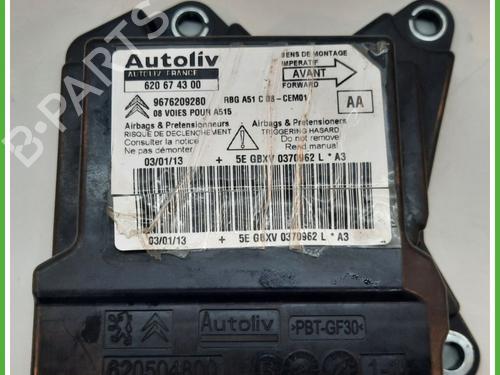 Autoliv
AUTOLIV FRANCE
620 67 43 00
SENS DE MONTAGE
IMPERATIF
AVANT
FORWARD
9676209280 RBG A51 C 08-CEM01
08 VOIES POUR A515
AA
Airbags & Pretensionneurs
RISQUE DE DECLENCHEMENT
Consulter la notice
Ne pas démonter
Airbags & Pretensioners
TRIGGERING HASARD
Do not remove
Read manual
03/01/13 + 5E GBXV 0370962 L * A3
03/01/13 + 5E GBXV 0370962 L * A3
Autoliv
>PBT-GF30<
620504800
B-PARTS